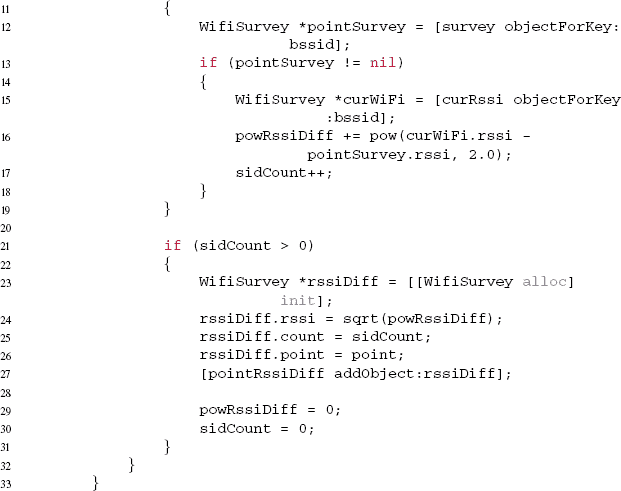 11 {
12 WifiSurvey *pointSurvey = [survey objectForKey:
bssid];
13 if (pointSurvey != nil)
14 {
15 WifiSurvey *curWiFi = [curRssi objectForKey
:bssid];
16 powRssiDiff += pow(curWiFi.rssi -
pointSurvey.rssi, 2.0);
17 sidCount++;
18 }
19 }
20
21 if (sidCount > 0)
22 {
23 WifiSurvey *rssiDiff = [[WifiSurvey alloc]
init];
24 rssiDiff.rssi = sqrt(powRssiDiff);
25 rssiDiff.count = sidCount;
26 rssiDiff.point = point;
27 [pointRssiDiff addObject:rssiDiff];
28
29 powRssiDiff = 0;
30 sidCount = 0;
31 }
32 }
33 }